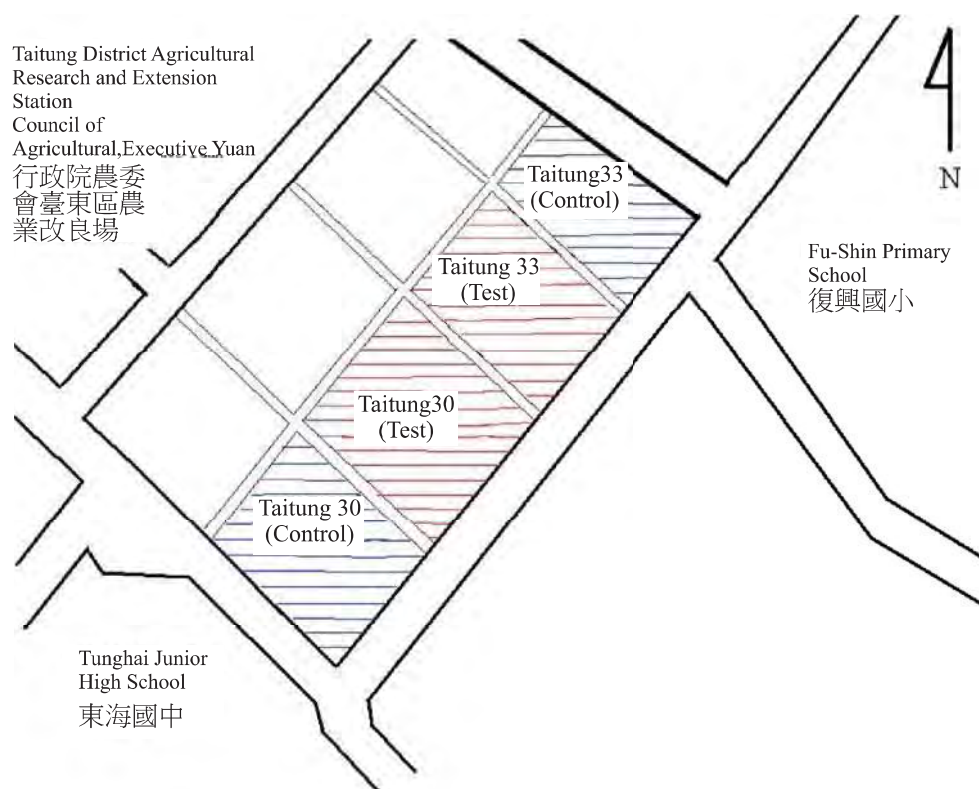 Taitung District Agricultural
Research and Extension
Station
Council of
Agricultural,Executive Yuan
行政院農委
會臺東區農
業改良場
Taitung33
(Control)
N
Taitung 33
(Test)
Fu-Shin Primary
School
復興國小
Taitung30
(Test)
Taitung 30
(Control)
Tunghai Junior
High School
東海國中